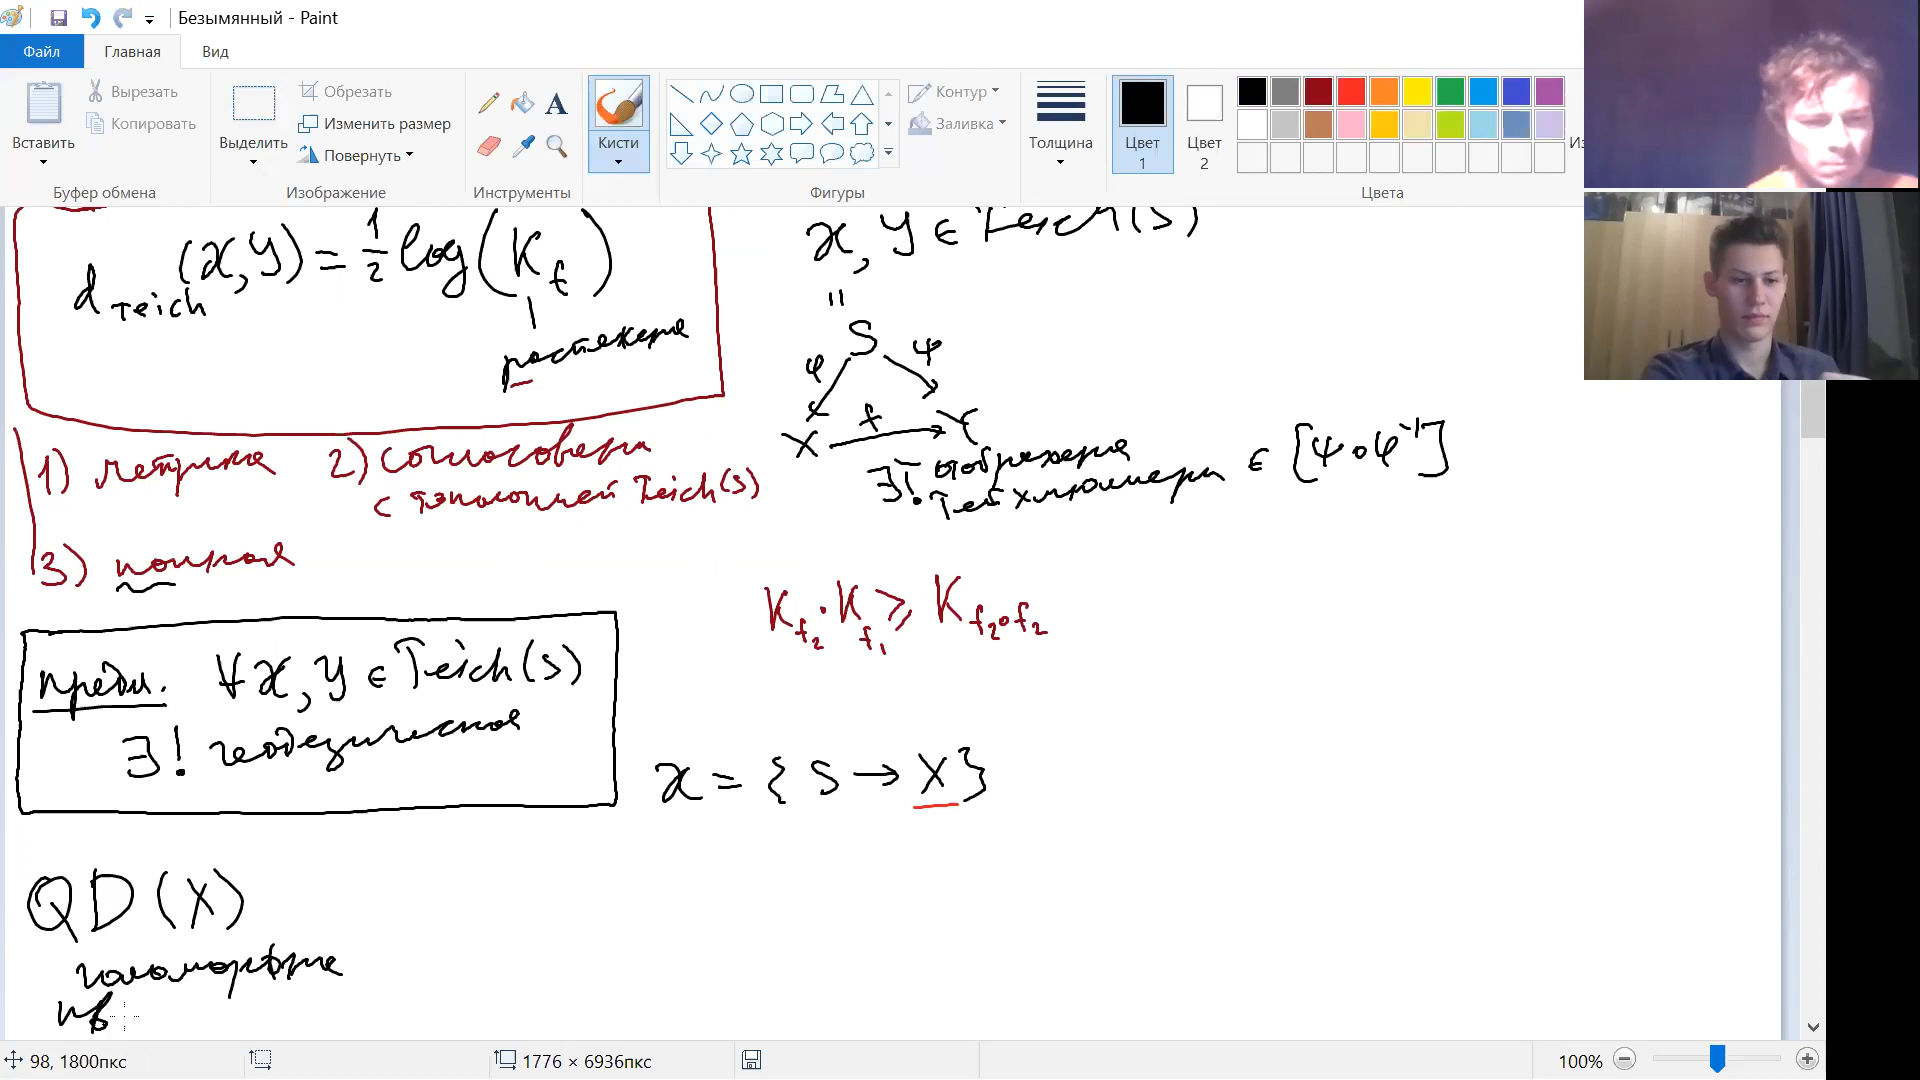 Безымянный - Paint
Файл Главная Вид
Вставить
Вырезать
Копировать
Буфер обмена
Выделить
Обрезать
Изменить размер
Повернуть
Изображение
Инструменты
Кисти
Фигуры
Контур
Заливка
Толщина
Цвет 1
Цвет 2
Цвета
Из
d_Teich (𝒳, 𝒴) = 1/2 log(K_f)
растяжение
1) метрика 2) согласована
с топологией Teich(S)
3) полная
𝒳, 𝒴 ∈ Teich(S)
"
S
φ ψ
X f Y
∃! отображение
Тейхмюллера ∈ [ψ∘φ⁻¹]
K_f₂ · K_f₁ ⩾ K_f₂∘f₂
предл. ∀ 𝒳, 𝒴 ∈ Teich(S)
∃! геодезическая
𝒳 = { S → X }
QD(X)
голоморфные
кв
98, 1800пкс
1776 × 6936пкс
100%